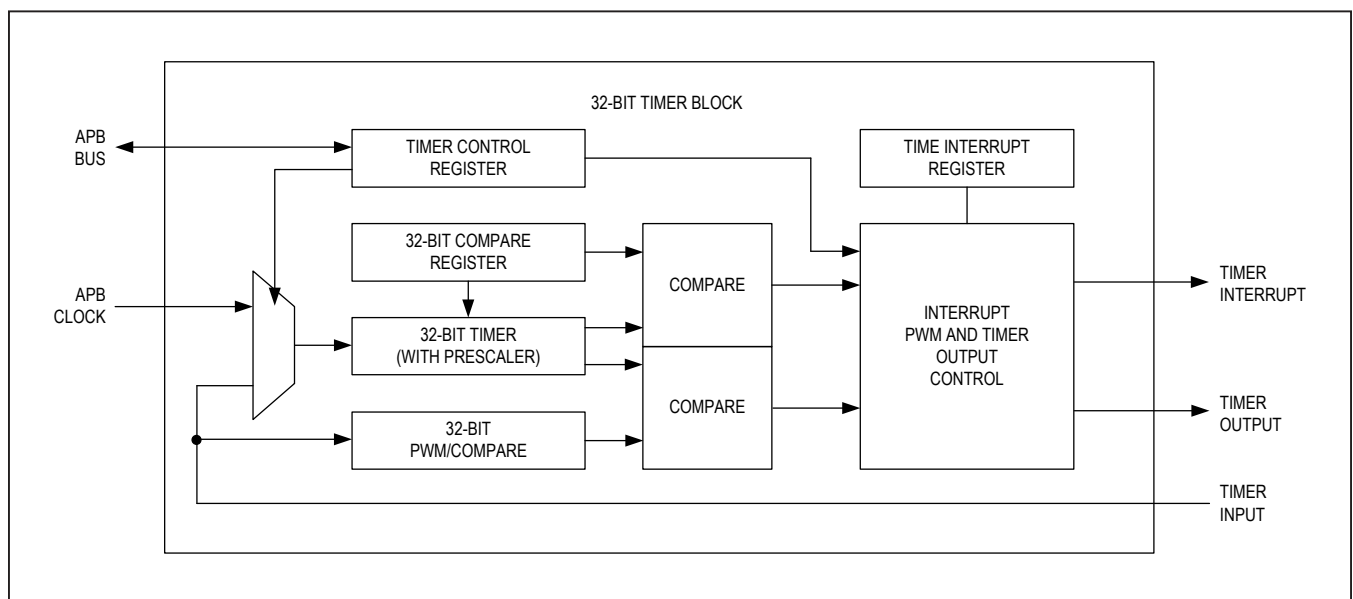 32-BIT TIMER BLOCK
APB
BUS
TIMER CONTROL
REGISTER
TIME INTERRUPT
REGISTER
32-BIT COMPARE
REGISTER
COMPARE
APB
CLOCK
32-BIT TIMER
(WITH PRESCALER)
INTERRUPT
PWM AND TIMER
OUTPUT
CONTROL
TIMER
INTERRUPT
COMPARE
32-BIT
PWM/COMPARE
TIMER
OUTPUT
TIMER
INPUT